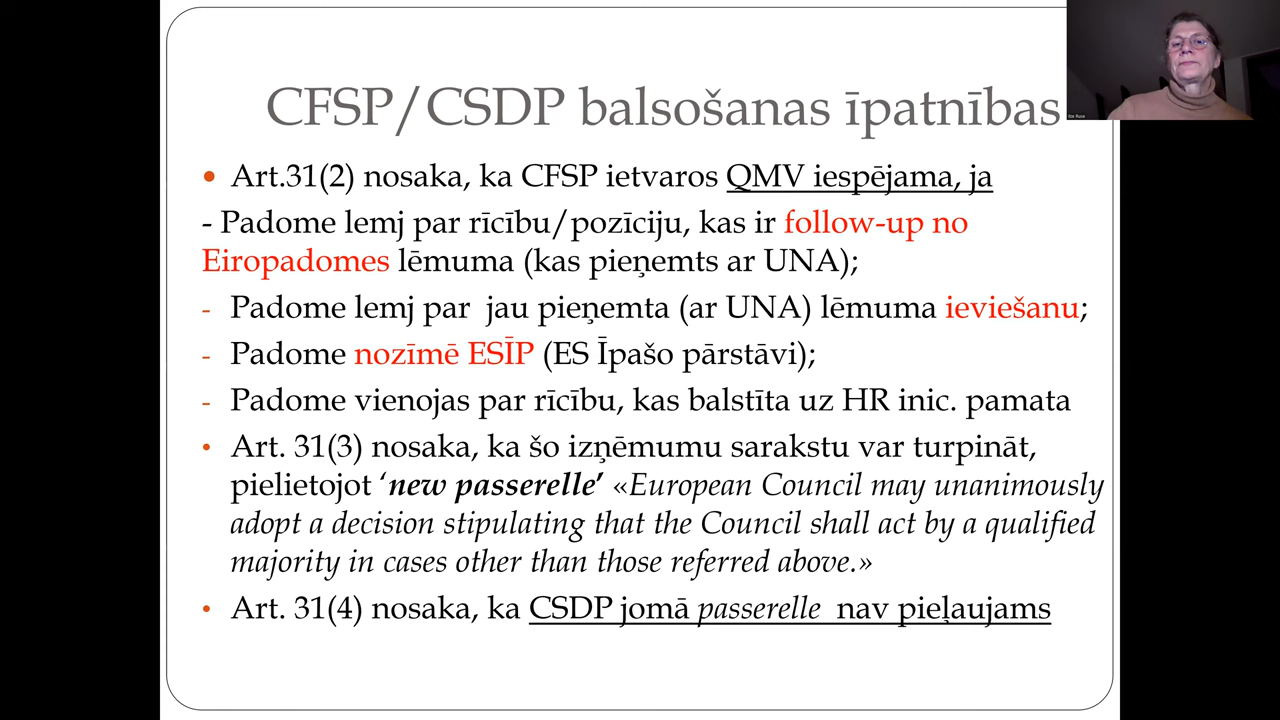 CFSP/CSDP balsošanas īpatnības
Ilze Ruse
• Art.31(2) nosaka, ka CFSP ietvaros QMV iespējama, ja
- Padome lemj par rīcību/pozīciju, kas ir follow-up no
Eiropadomes lēmuma (kas pieņemts ar UNA);
- Padome lemj par jau pieņemta (ar UNA) lēmuma ieviešanu;
- Padome nozīmē ESĪP (ES Īpašo pārstāvi);
- Padome vienojas par rīcību, kas balstīta uz HR inic. pamata
• Art. 31(3) nosaka, ka šo izņēmumu sarakstu var turpināt,
pielietojot ‘new passerelle’ «European Council may unanimously
adopt a decision stipulating that the Council shall act by a qualified
majority in cases other than those referred above.»
• Art. 31(4) nosaka, ka CSDP jomā passerelle nav pieļaujams